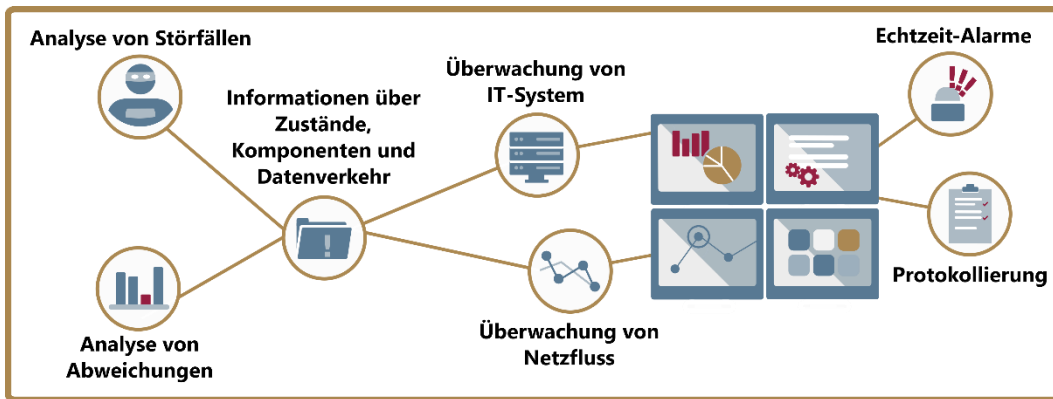 Analyse von Störfällen
Informationen über
Zustände,
Komponenten und
Datenverkehr
Analyse von
Abweichungen
Überwachung von
IT-System
Überwachung von
Netzfluss
Echtzeit-Alarme
Protokollierung